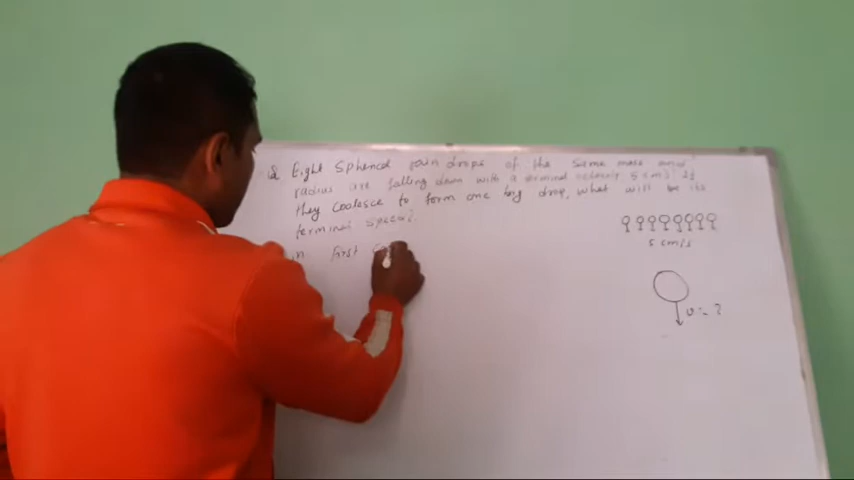 Q Eight Spherical rain drops of the same mass and
radius are falling down with a terminal velocity 5 cm/s. If
they Coalesce to form one big drop, what will be its
terminal speed?
in first
5 cm/s
v = ?